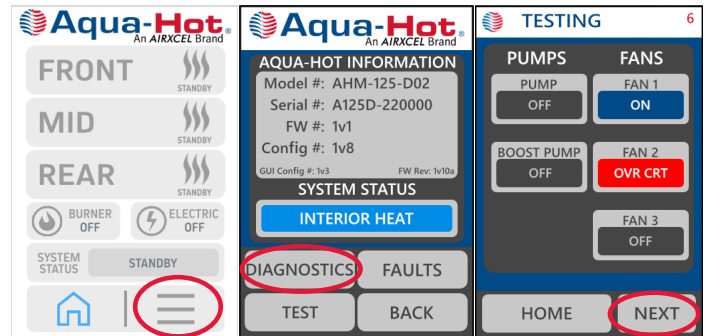 Aqua-Hot®
An AIRXCEL Brand
FRONT
STANDBY
MID
STANDBY
REAR
STANDBY
BURNER
OFF
ELECTRIC
OFF
SYSTEM
STATUS
STANDBY
Aqua-Hot®
An AIRXCEL Brand
AQUA-HOT INFORMATION
Model #: AHM-125-D02
Serial #: A125D-220000
FW #: 1v1
Config #: 1v8
GUI Config #: 1v3 FW Rev: 1v10a
SYSTEM STATUS
INTERIOR HEAT
DIAGNOSTICS FAULTS
TEST BACK
TESTING 6
PUMPS FANS
PUMP
OFF
FAN 1
ON
BOOST PUMP
OFF
FAN 2
OVR CRT
FAN 3
OFF
HOME NEXT